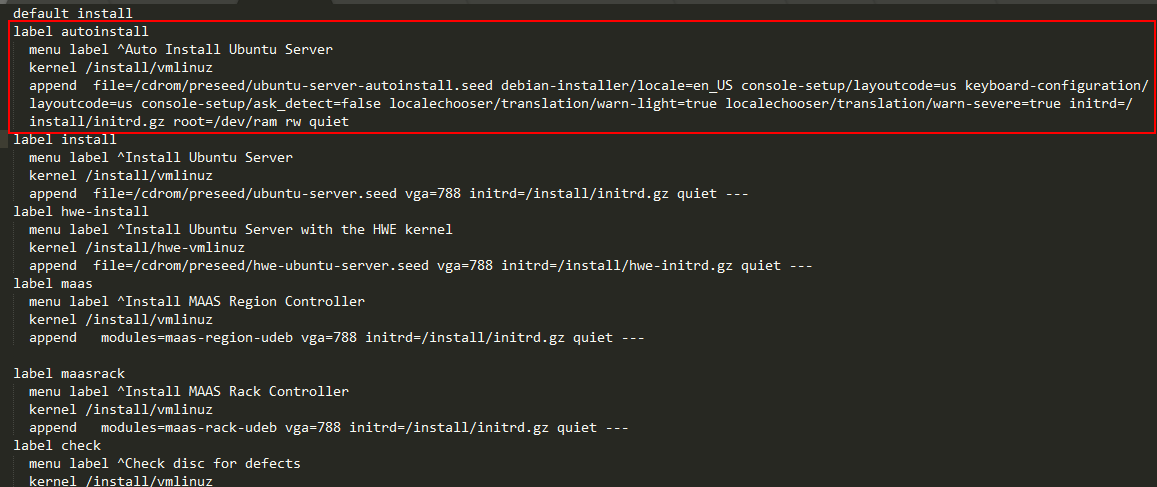 default install
label autoinstall
  menu label ^Auto Install Ubuntu Server
  kernel /install/vmlinuz
  append  file=/cdrom/preseed/ubuntu-server-autoinstall.seed debian-installer/locale=en_US console-setup/layoutcode=us keyboard-configuration/
  layoutcode=us console-setup/ask_detect=false localechooser/translation/warn-light=true localechooser/translation/warn-severe=true initrd=/
  install/initrd.gz root=/dev/ram rw quiet
label install
  menu label ^Install Ubuntu Server
  kernel /install/vmlinuz
  append  file=/cdrom/preseed/ubuntu-server.seed vga=788 initrd=/install/initrd.gz quiet ---
label hwe-install
  menu label ^Install Ubuntu Server with the HWE kernel
  kernel /install/hwe-vmlinuz
  append  file=/cdrom/preseed/hwe-ubuntu-server.seed vga=788 initrd=/install/hwe-initrd.gz quiet ---
label maas
  menu label ^Install MAAS Region Controller
  kernel /install/vmlinuz
  append   modules=maas-region-udeb vga=788 initrd=/install/initrd.gz quiet ---
label maasrack
  menu label ^Install MAAS Rack Controller
  kernel /install/vmlinuz
  append   modules=maas-rack-udeb vga=788 initrd=/install/initrd.gz quiet ---
label check
  menu label ^Check disc for defects
  kernel /install/vmlinuz